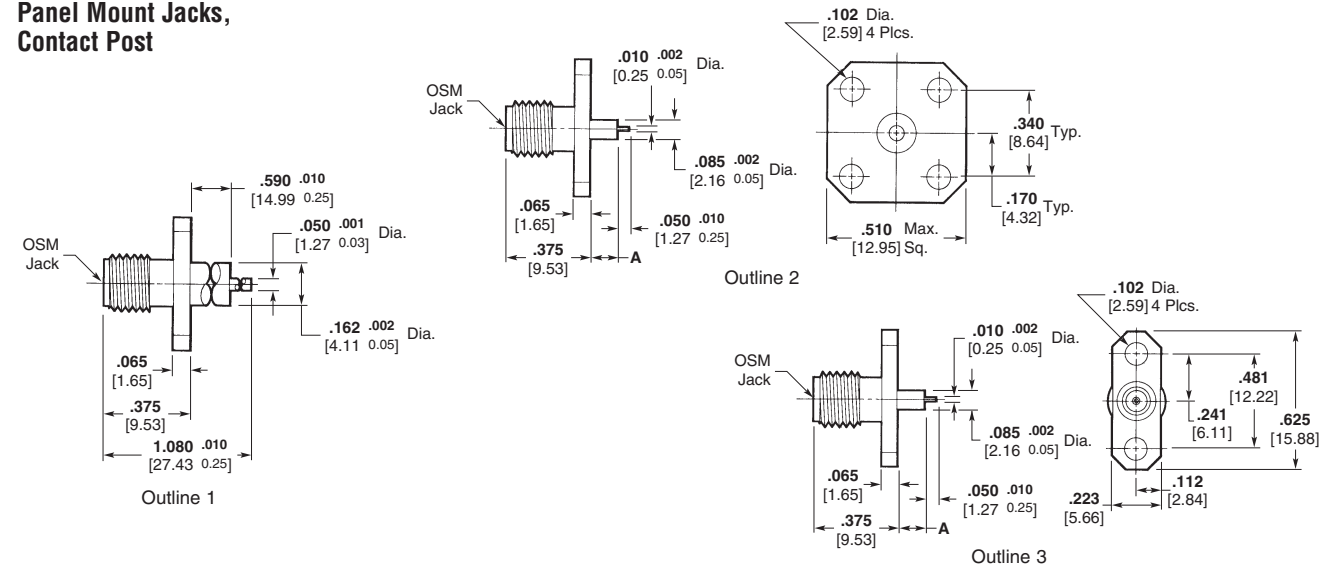 Panel Mount Jacks,
Contact Post
OSM
Jack
.590 .010
[14.99 0.25]
.050 .001 Dia.
[1.27 0.03]
.162 .002 Dia.
[4.11 0.05]
.065
[1.65]
.375
[9.53]
1.080 .010
[27.43 0.25]
Outline 1
OSM
Jack
.010 .002 Dia.
[0.25 0.05]
.085 .002 Dia.
[2.16 0.05]
.065
[1.65]
.050 .010
[1.27 0.25]
.375
[9.53]
A
.102 Dia.
[2.59] 4 Plcs.
.340 Typ.
[8.64]
.170 Typ.
[4.32]
.510 Max.
[12.95] Sq.
Outline 2
OSM
Jack
.010 .002 Dia.
[0.25 0.05]
.085 .002 Dia.
[2.16 0.05]
.065
[1.65]
.050 .010
[1.27 0.25]
.375
[9.53]
A
.102 Dia.
[2.59] 4 Plcs.
.481
[12.22]
.241
[6.11]
.625
[15.88]
.112
[2.84]
.223
[5.66]
Outline 3